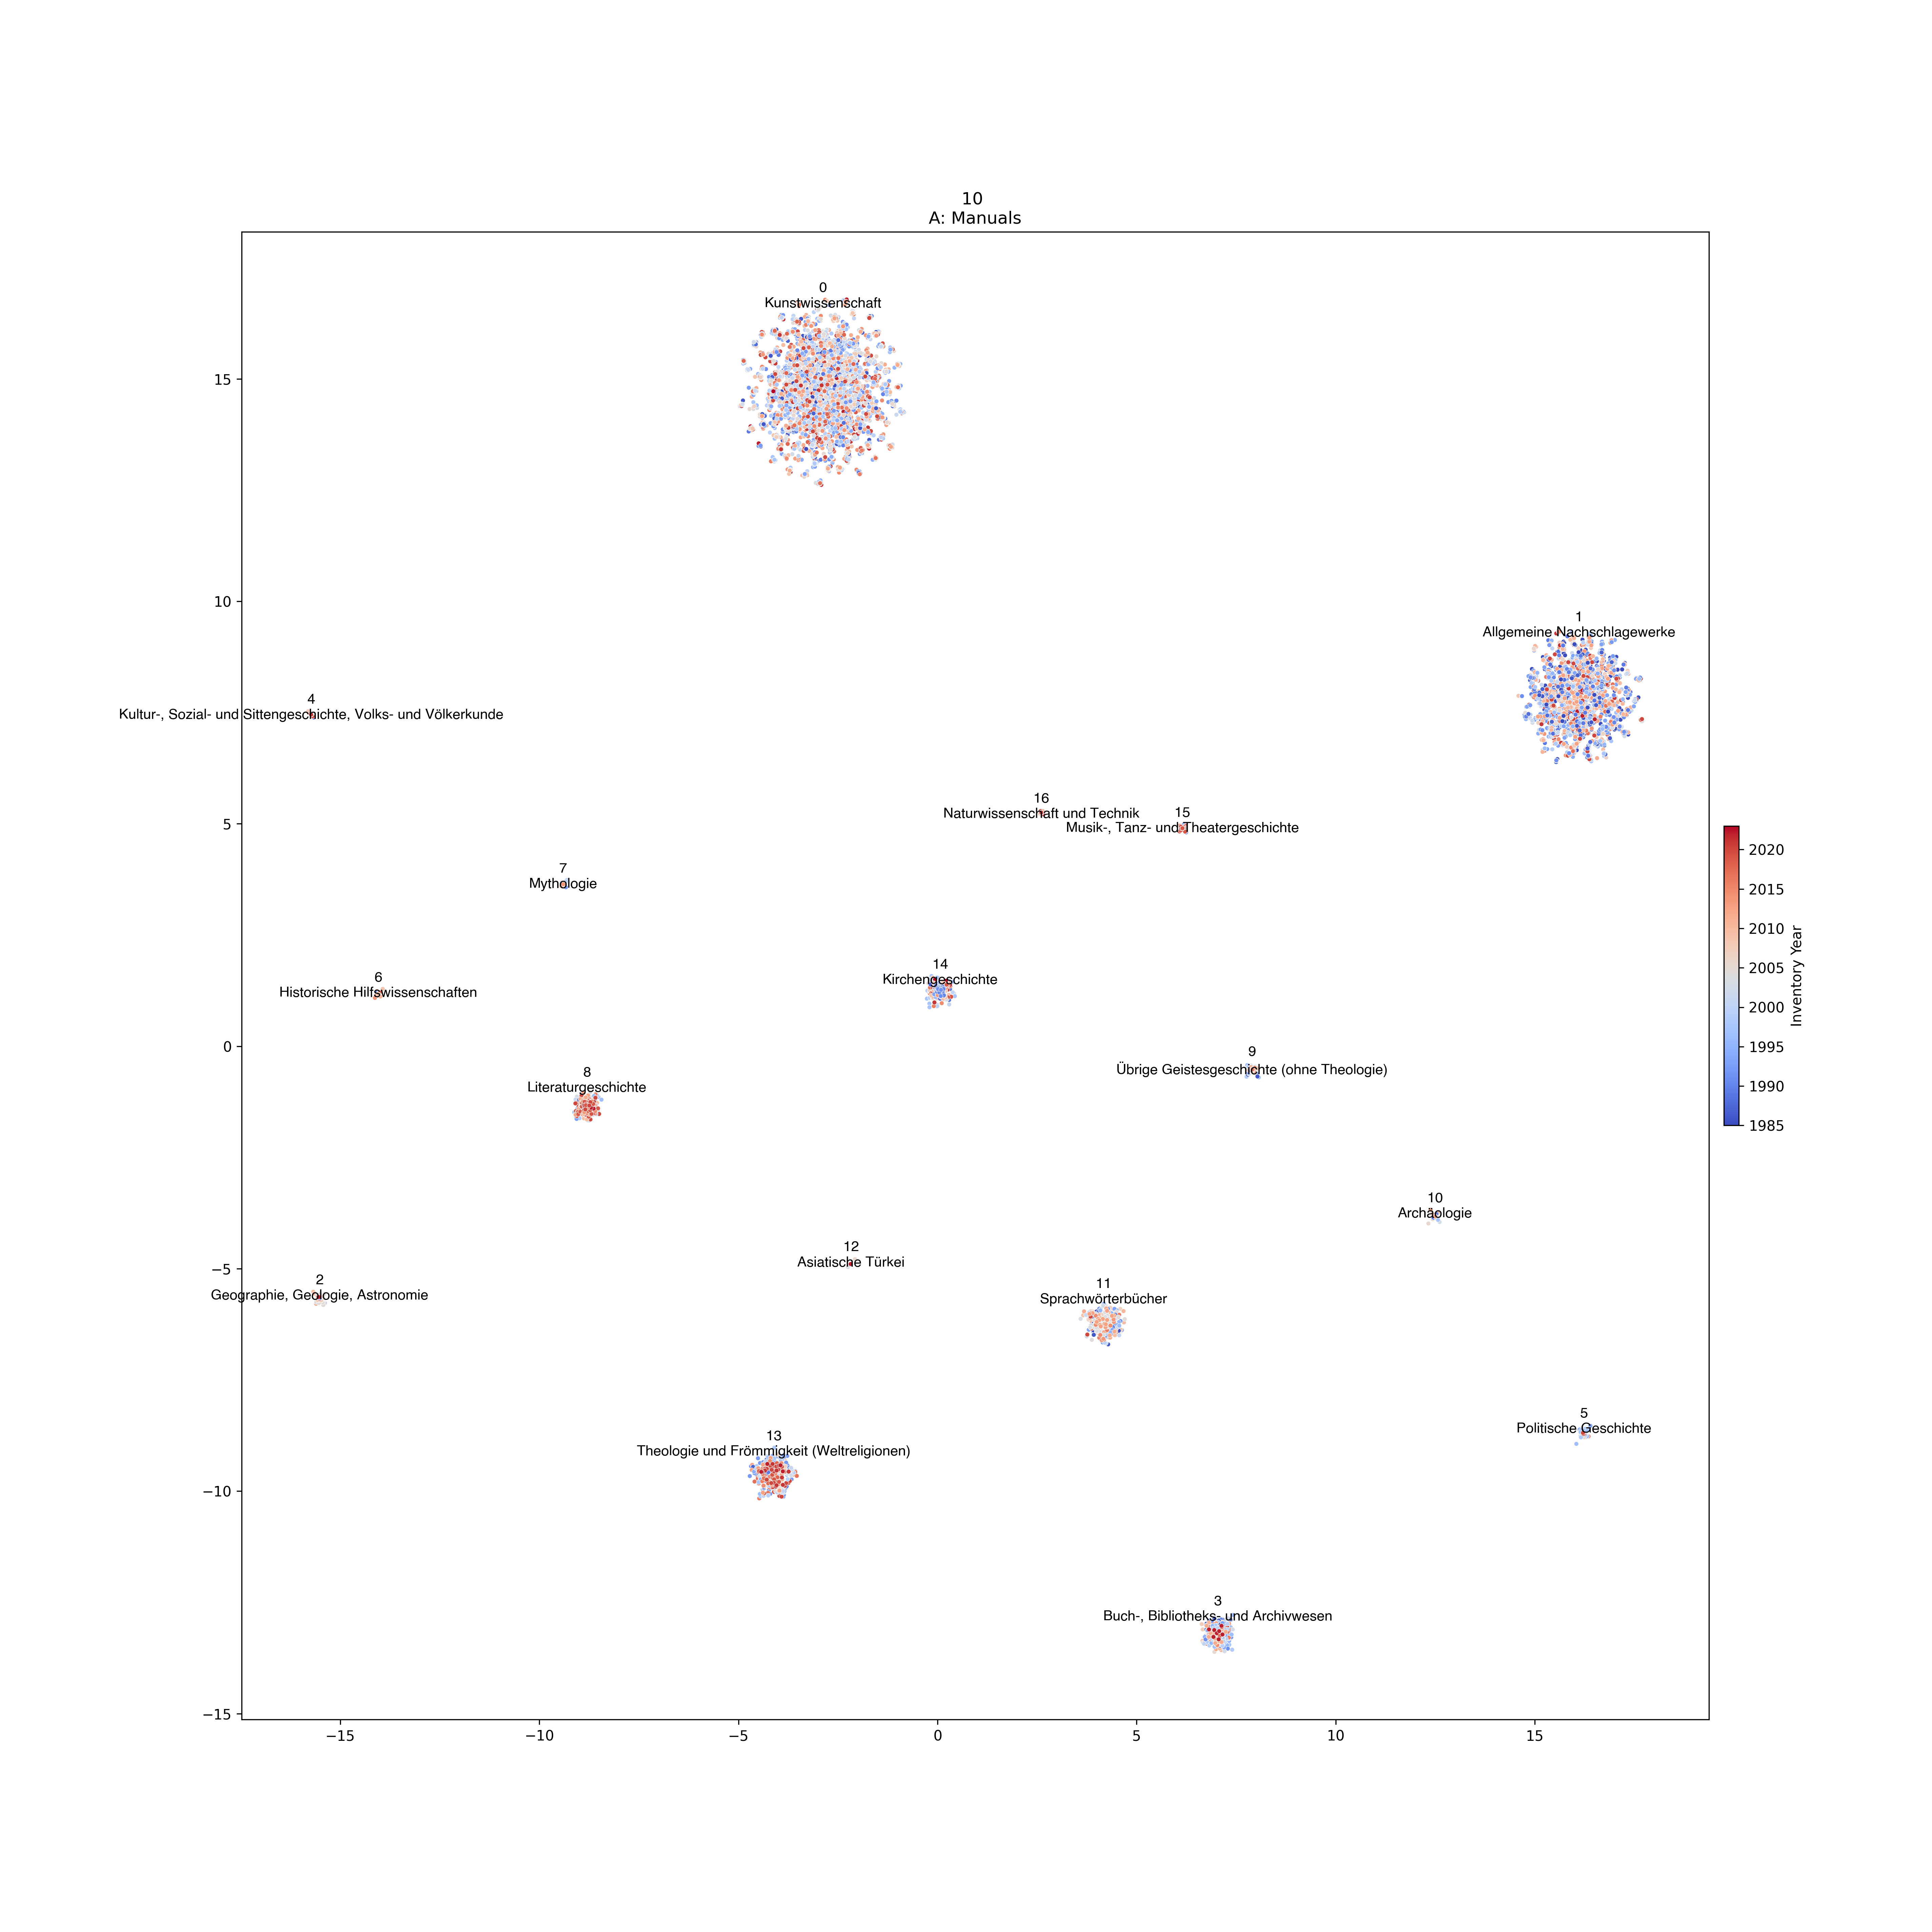 10
A: Manuals
0
Kunstwissenschaft
15
10
1
Allgemeine Nachschlagewerke
4
Kultur-, Sozial- und Sittengeschichte, Volks- und Völkerkunde
16
Naturwissenschaft und Technik
15
Musik-, Tanz- und Theatergeschichte
5
7
Mythologie
14
Kirchengeschichte
6
Historische Hilfswissenschaften
0
9
Übrige Geistesgeschichte (ohne Theologie)
8
Literaturgeschichte
10
Archäologie
12
Asiatische Türkei
−5
2
Geographie, Geologie, Astronomie
11
Sprachwörterbücher
5
Politische Geschichte
13
Theologie und Frömmigkeit (Weltreligionen)
−10
3
Buch-, Bibliotheks- und Archivwesen
−15
−15
−10
−5
0
5
10
15
2020
2015
2010
2005
2000
1995
1990
1985
Inventory Year